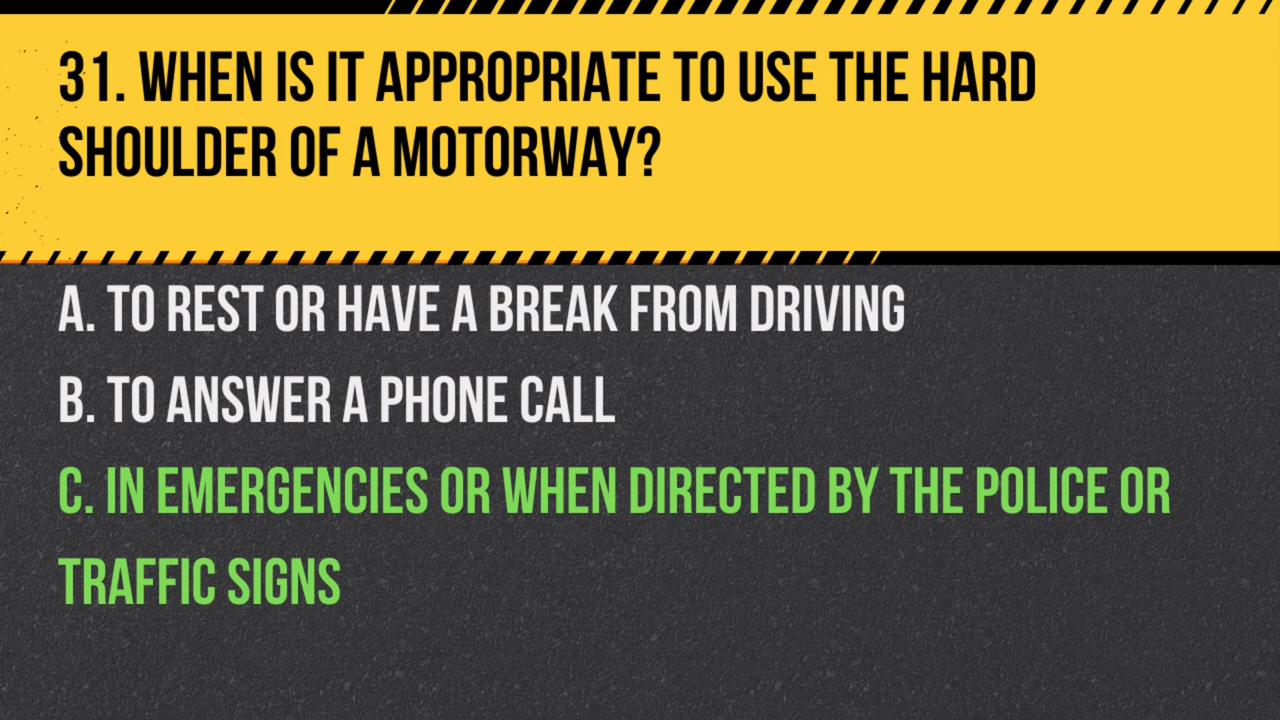 31. WHEN IS IT APPROPRIATE TO USE THE HARD
SHOULDER OF A MOTORWAY?
A. TO REST OR HAVE A BREAK FROM DRIVING
B. TO ANSWER A PHONE CALL
C. IN EMERGENCIES OR WHEN DIRECTED BY THE POLICE OR
TRAFFIC SIGNS